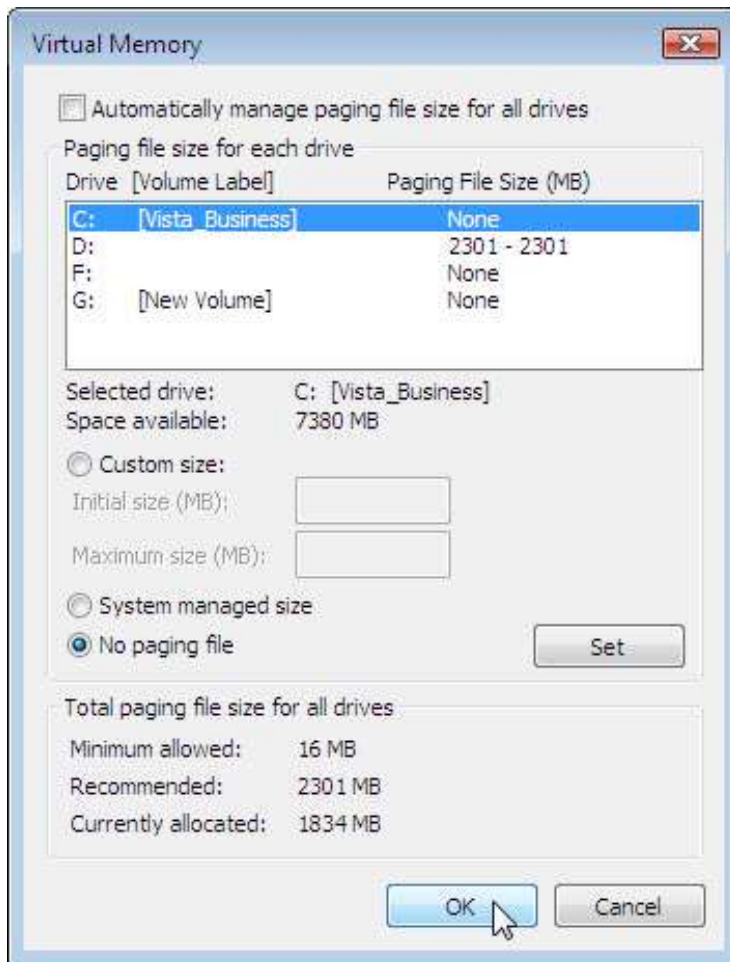 Virtual Memory
Automatically manage paging file size for all drives
Paging file size for each drive
Drive [Volume Label] Paging File Size (MB)
C: [Vista_Business] None
D: 2301 - 2301
F: None
G: [New Volume] None
Selected drive: C: [Vista_Business]
Space available: 7380 MB
Custom size:
Initial size (MB):
Maximum size (MB):
System managed size
No paging file Set
Total paging file size for all drives
Minimum allowed: 16 MB
Recommended: 2301 MB
Currently allocated: 1834 MB
OK Cancel